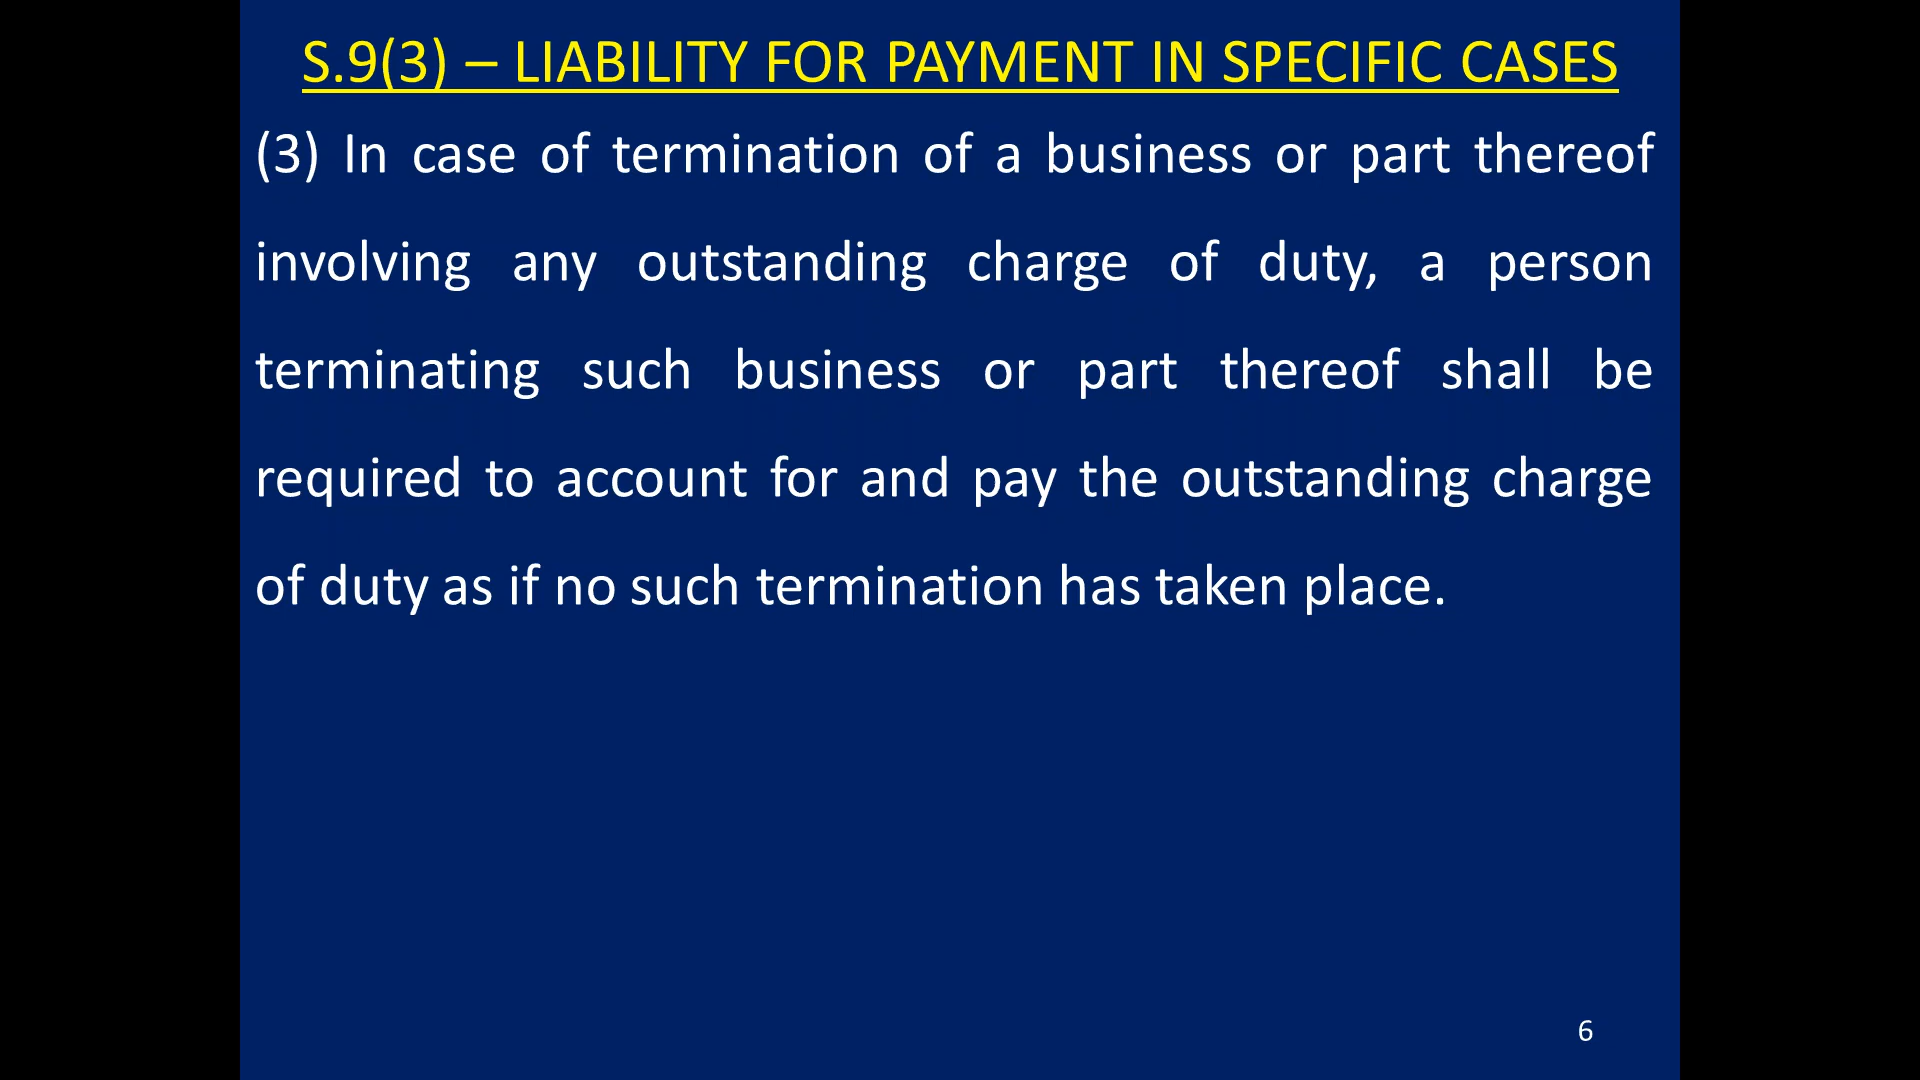 S.9(3) – LIABILITY FOR PAYMENT IN SPECIFIC CASES
(3) In case of termination of a business or part thereof
involving any outstanding charge of duty, a person
terminating such business or part thereof shall be
required to account for and pay the outstanding charge
of duty as if no such termination has taken place.
6